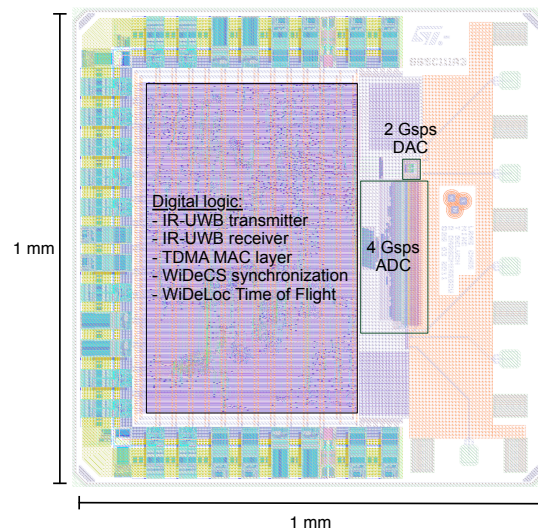 2 Gsps
DAC
Digital logic:
- IR-UWB transmitter
- IR-UWB receiver
- TDMA MAC layer
- WiDeCS synchronization
- WiDeLoc Time of Flight
4 Gsps
ADC
1 mm
1 mm